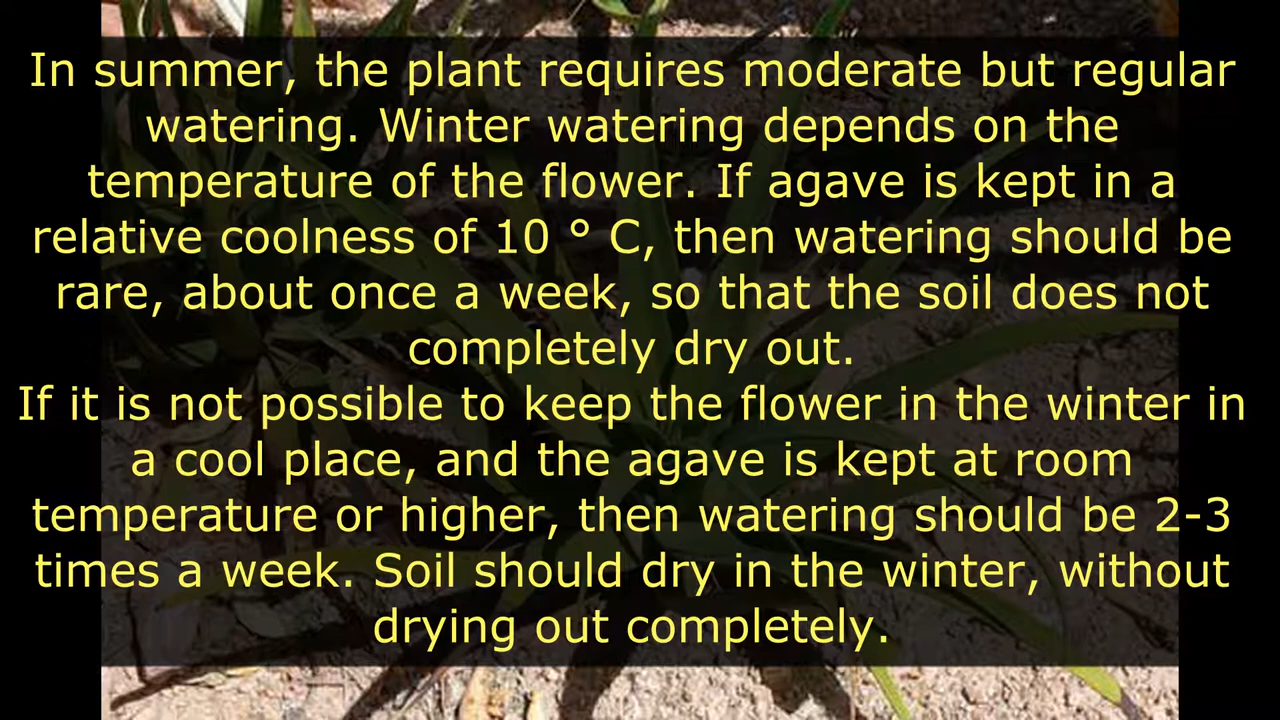 In summer, the plant requires moderate but regular
watering. Winter watering depends on the
temperature of the flower. If agave is kept in a
relative coolness of 10 ° C, then watering should be
rare, about once a week, so that the soil does not
completely dry out.
If it is not possible to keep the flower in the winter in
a cool place, and the agave is kept at room
temperature or higher, then watering should be 2-3
times a week. Soil should dry in the winter, without
drying out completely.